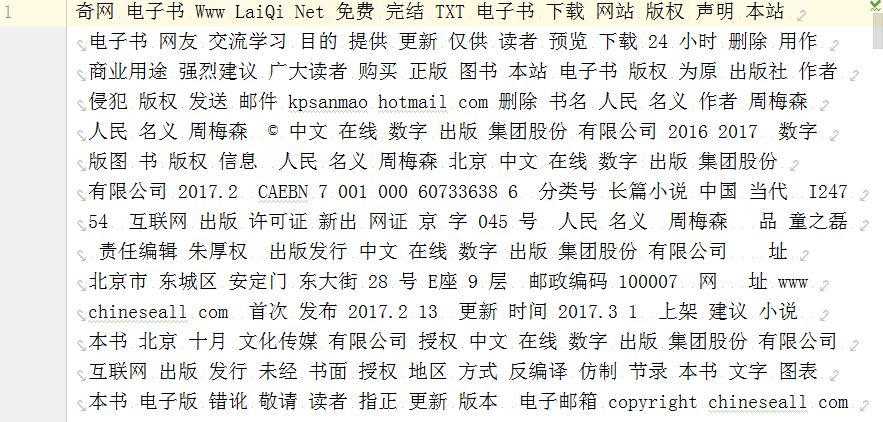 1 奇网 电子书 Www LaiQi Net 免费 完结 TXT 电子书 下载 网站 版权 声明 本站
电子书 网友 交流学习 目的 提供 更新 仅供 读者 预览 下载 24 小时 删除 用作
商业用途 强烈建议 广大读者 购买 正版 图书 本站 电子书 版权 为原 出版社 作者
侵犯 版权 发送 邮件 kpsanmao hotmail com 删除 书名 人民 名义 作者 周梅森
人民 名义 周梅森 © 中文 在线 数字 出版 集团股份 有限公司 2016 2017 数字
版图 书 版权 信息 人民 名义 周梅森 北京 中文 在线 数字 出版 集团股份
有限公司 2017.2 CAEBN 7 001 000 60733638 6 分类号 长篇小说 中国 当代 I247
54 互联网 出版 许可证 新出 网证 京 字 045 号 人民 名义 周梅森 品 童之磊
责任编辑 朱厚权 出版发行 中文 在线 数字 出版 集团股份 有限公司 址
北京市 东城区 安定门 东大街 28 号 E座 9 层 邮政编码 100007 网 址 www
chineseall com 首次 发布 2017.2 13 更新 时间 2017.3 1 上架 建议 小说
本书 北京 十月 文化传媒 有限公司 授权 中文 在线 数字 出版 集团股份 有限公司
互联网 出版 发行 未经 书面 授权 地区 方式 反编译 仿制 节录 本书 文字 图表
本书 电子版 错讹 敬请 读者 指正 更新 版本 电子邮箱 copyright chineseall com